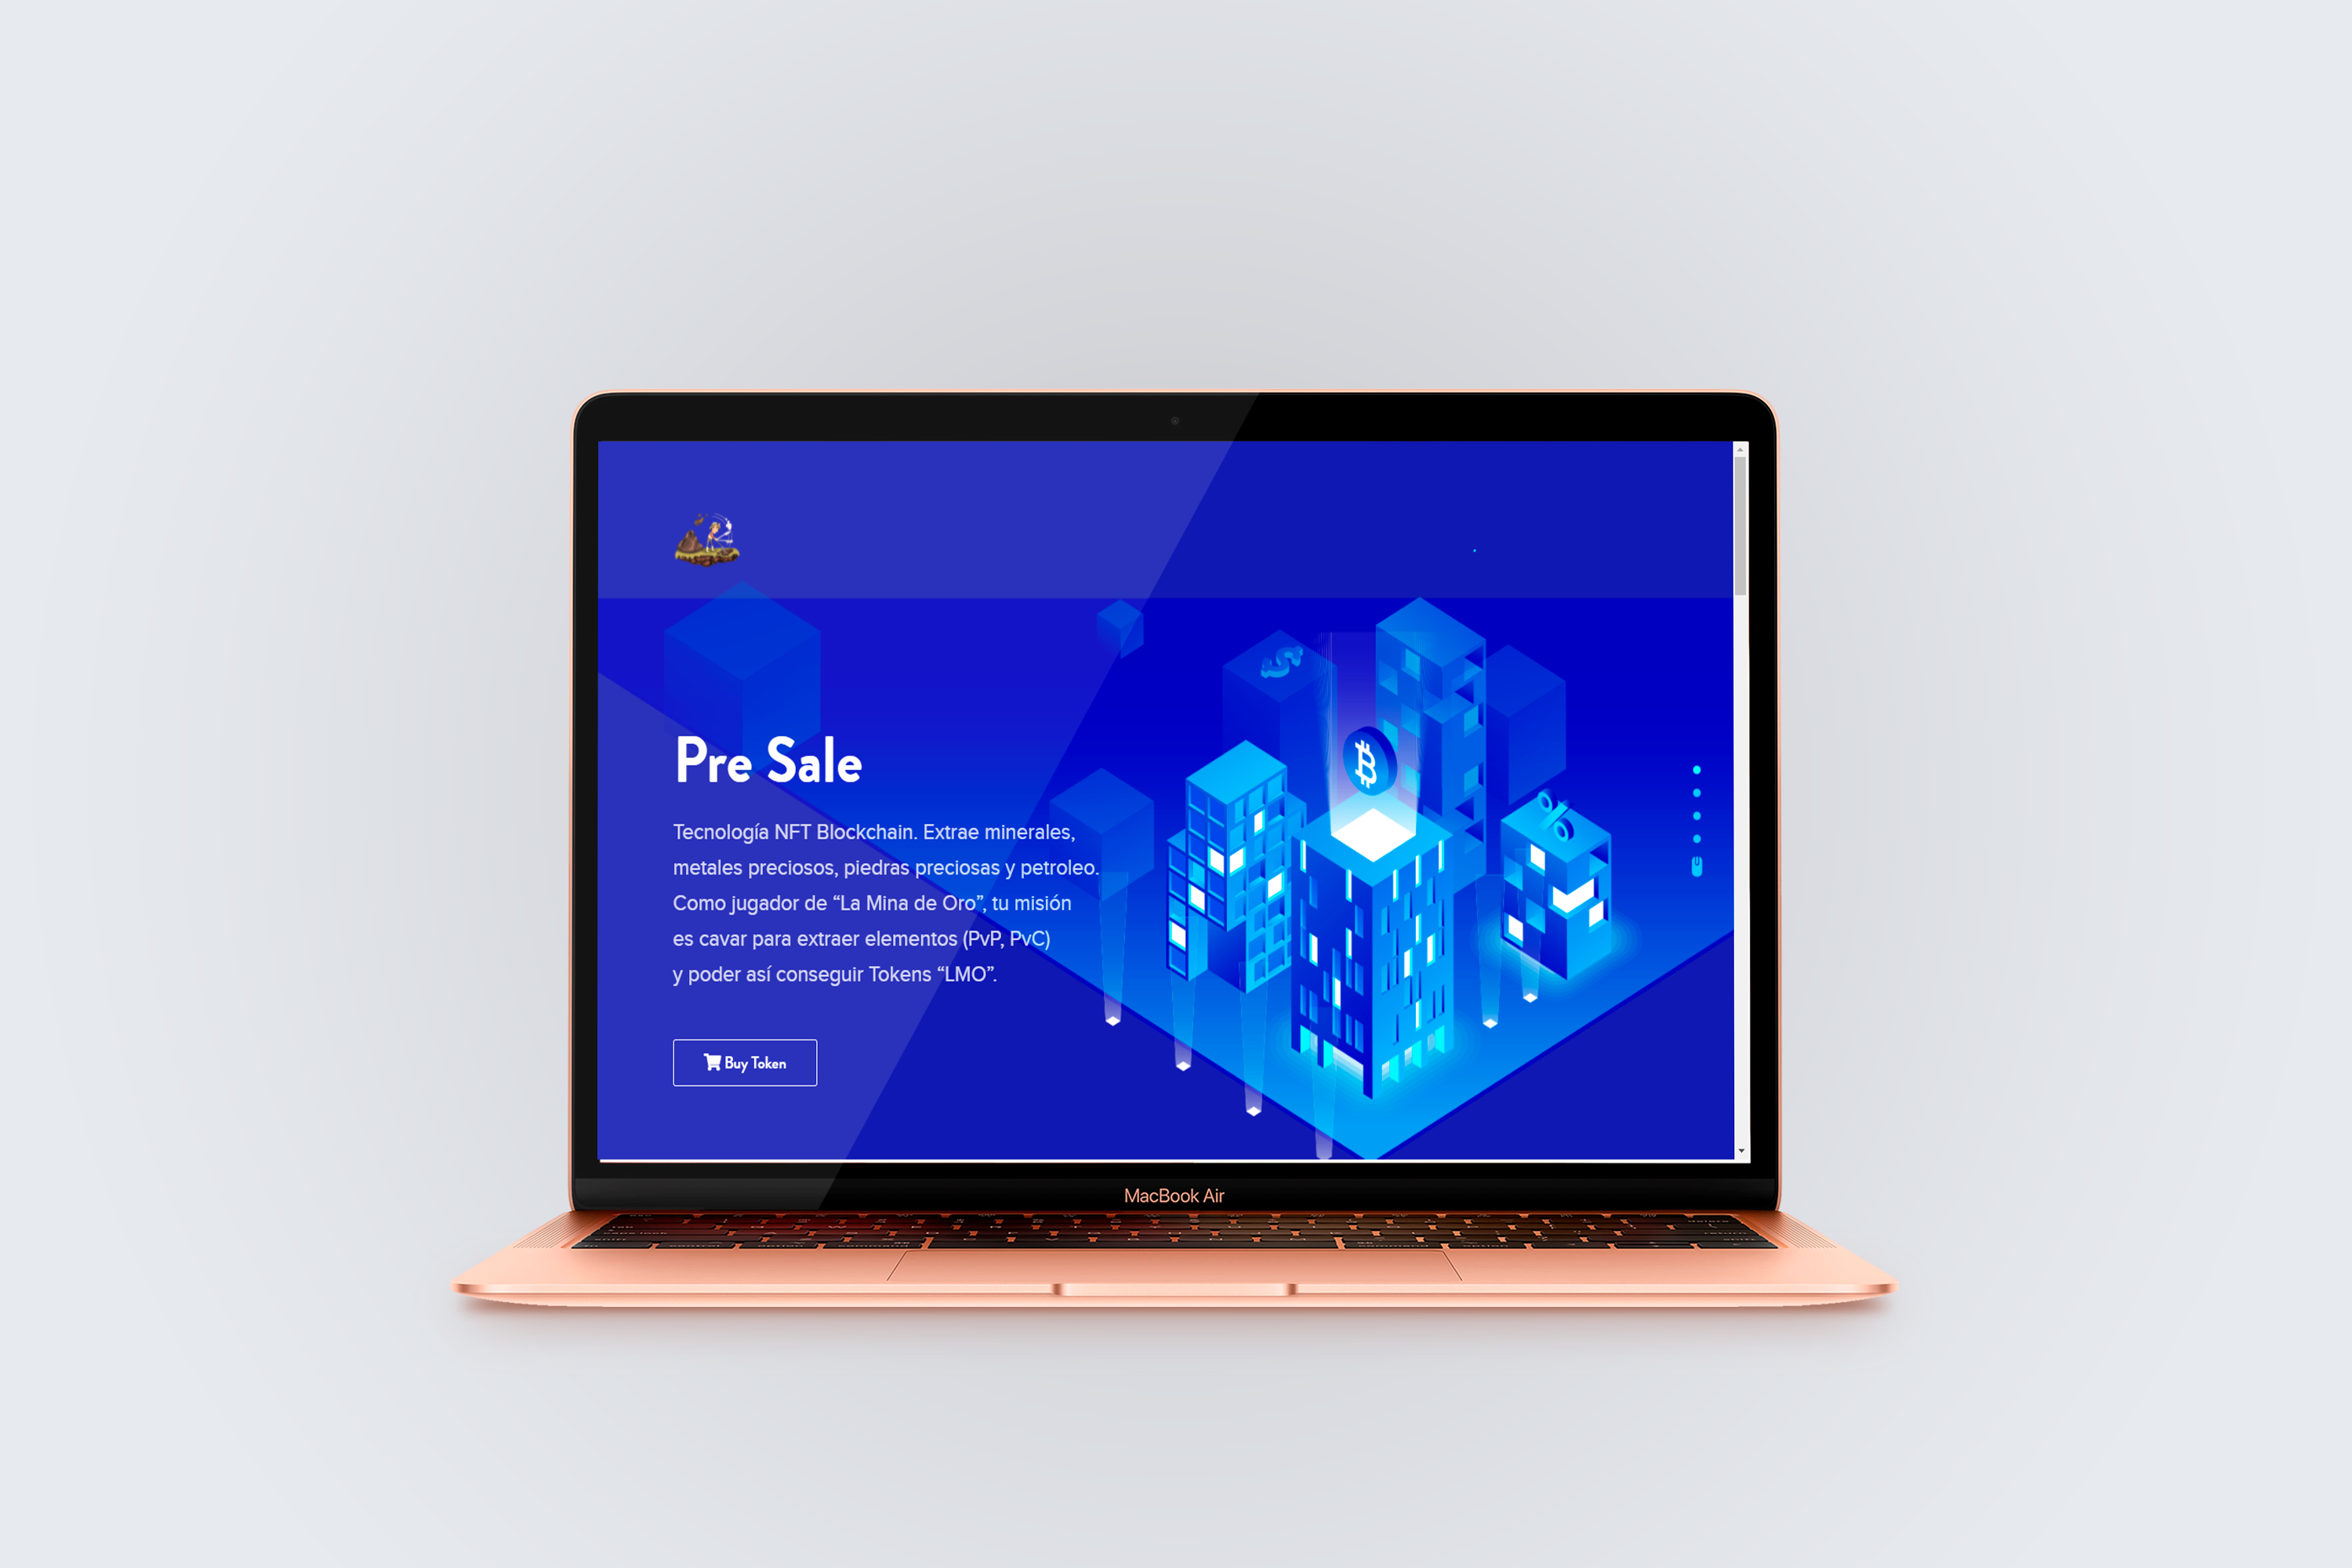 Pre Sale
Tecnología NFT Blockchain. Extrae minerales,
metales preciosos, piedras preciosas y petroleo.
Como jugador de “La Mina de Oro”, tu misión
es cavar para extraer elementos (PvP, PvC)
y poder así conseguir Tokens “LMO”.
Buy Token
MacBook Air